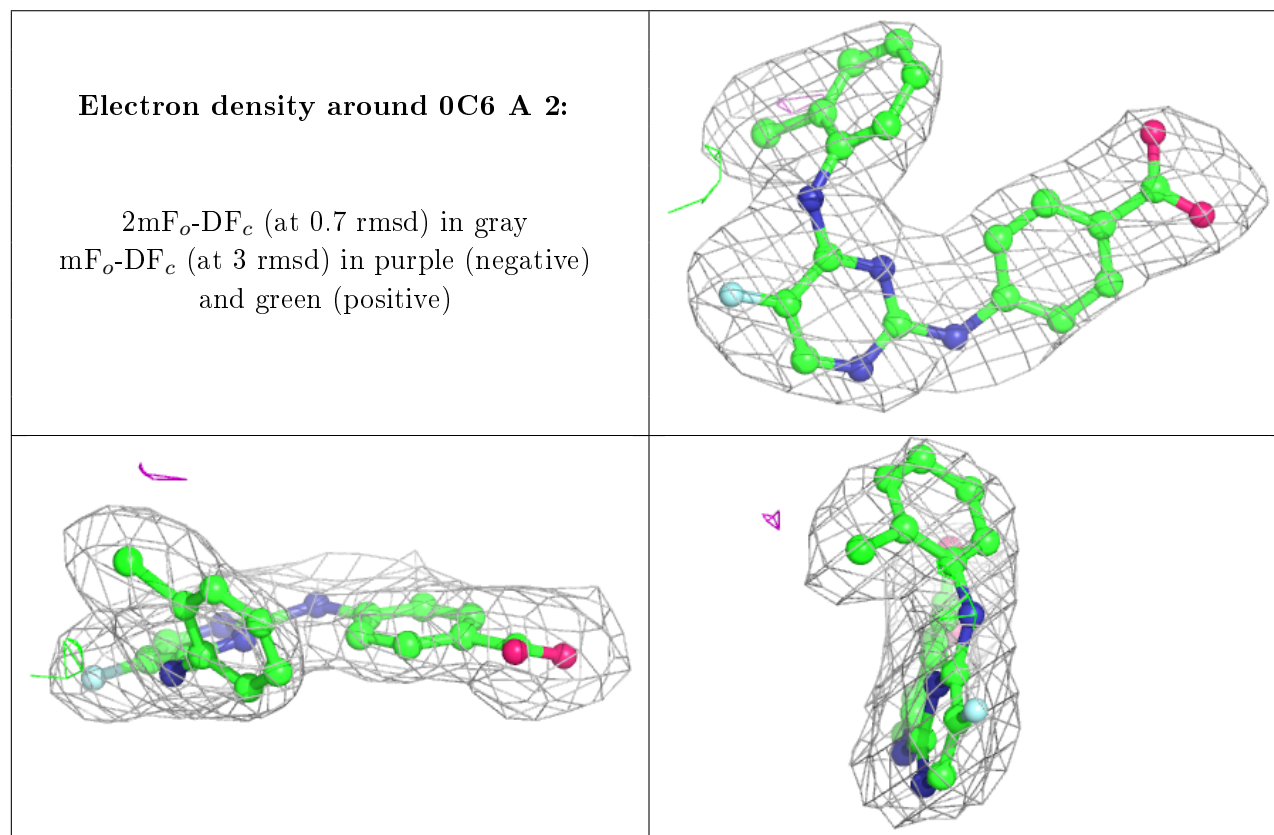 Electron density around 0C6 A 2:
2mFₒ-DF𝒸 (at 0.7 rmsd) in gray
mFₒ-DF𝒸 (at 3 rmsd) in purple (negative)
and green (positive)